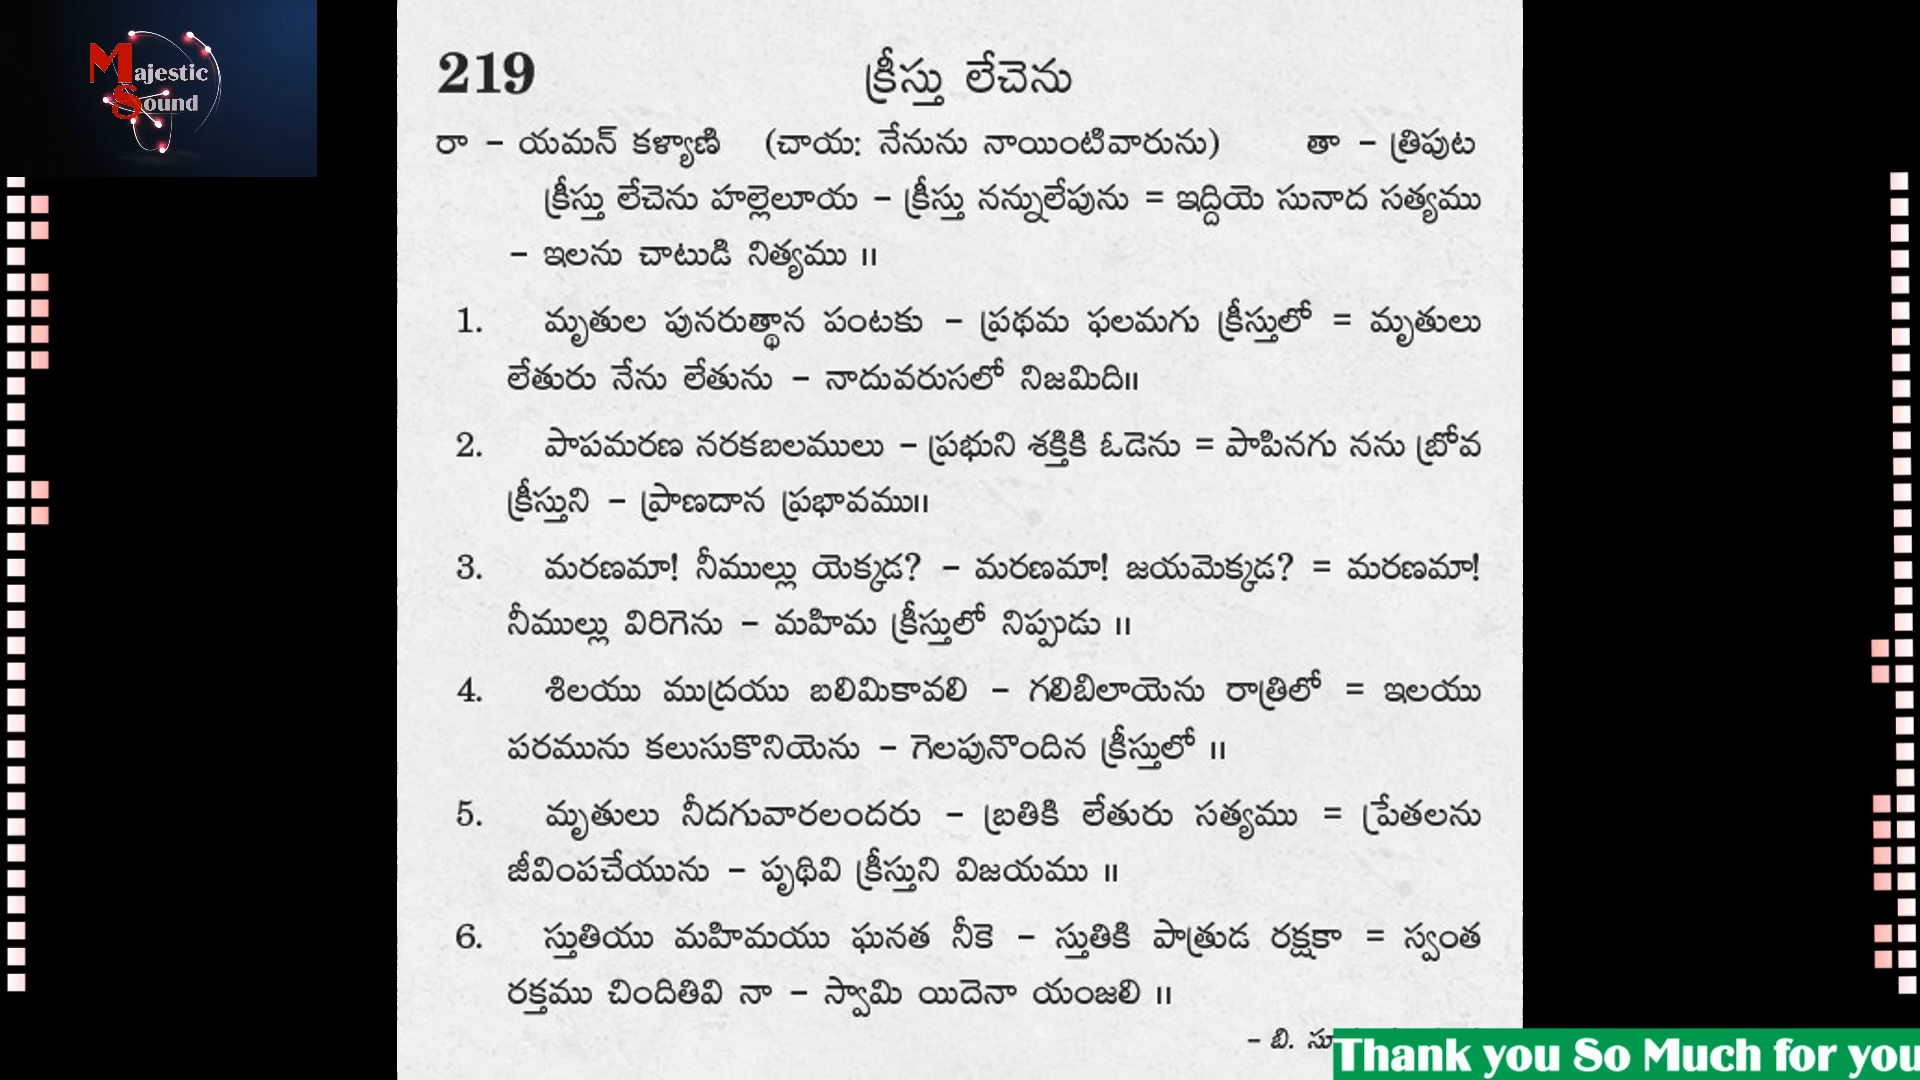 Majestic
Sound
219 క్రీస్తు లేచెను
రా – యమన్ కళ్యాణి (చాయ: నేనును నాయింటివారును) తా – త్రిపుట
క్రీస్తు లేచెను హల్లెలూయ – క్రీస్తు నన్నులేపును = ఇద్దియె సునాద సత్యము
– ఇలను చాటుడి నిత్యము ॥
1. మృతుల పునరుత్థాన పంటకు – ప్రథమ ఫలమగు క్రీస్తులో = మృతులు
లేతురు నేను లేతును – నాదువరుసలో నిజమిది॥
2. పాపమరణ నరకబలములు – ప్రభుని శక్తికి ఓడెను = పాపినగు నను బ్రోవ
క్రీస్తుని – ప్రాణదాన ప్రభావము॥
3. మరణమా! నీముల్లు యెక్కడ? – మరణమా! జయమెక్కడ? = మరణమా!
నీముల్లు విరిగెను – మహిమ క్రీస్తులో నిప్పుడు ॥
4. శిలయు ముద్రయు బలిమికావలి – గలిబిలాయెను రాత్రిలో = ఇలయు
పరమును కలుసుకొనియెను – గెలపునొందిన క్రీస్తులో ॥
5. మృతులు నీదగువారలందరు – బ్రతికి లేతురు సత్యము = ప్రేతలను
జీవింపచేయును – పృథివి క్రీస్తుని విజయము ॥
6. స్తుతియు మహిమయు ఘనత నీకె – స్తుతికి పాత్రుడ రక్షకా = స్వంత
రక్తము చిందితివి నా – స్వామి యిదెనా యంజలి ॥
– బి.
Thank you So Much for you